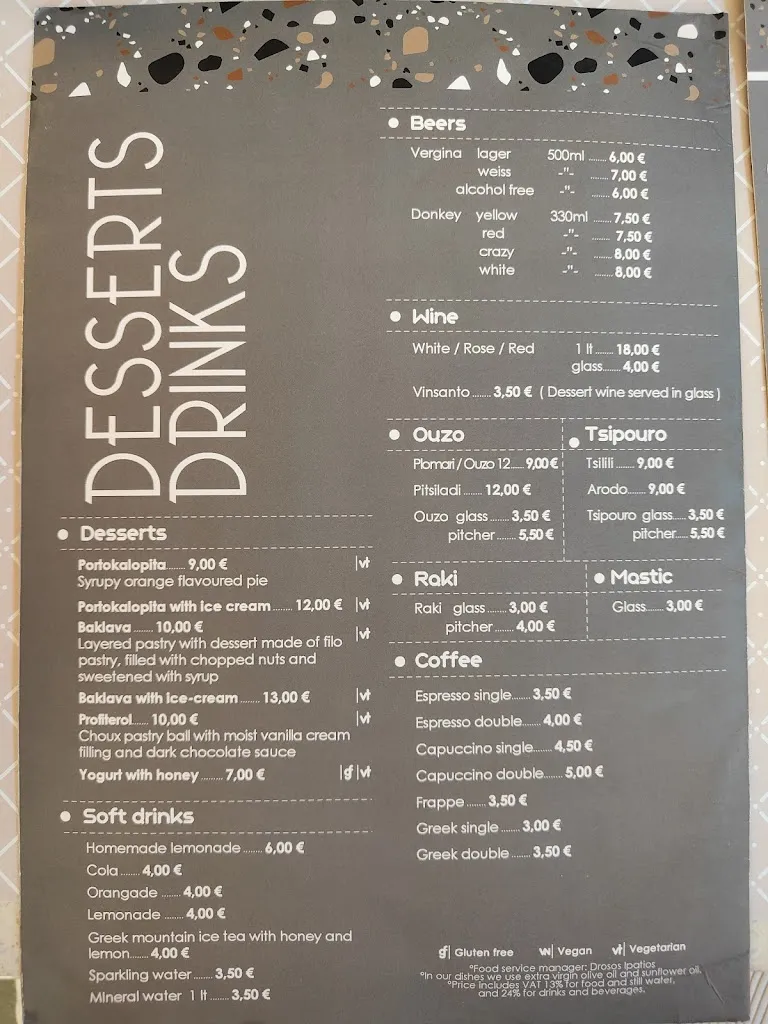 DESSERTS
DRINKS
Desserts
Portokalopita....... 9,00 € |vt
Syrupy orange flavoured pie
Portokalopita with ice cream....... 12,00 € |vt
Baklava ....... 10,00 €
Layered pastry with dessert made of filo |vt
pastry, filled with chopped nuts and
sweetened with syrup
Baklava with ice-cream ....... 13,00 € |vt
Profiterol...... 10,00 € |vt
Choux pastry ball with moist vanilla cream
filling and dark chocolate sauce
Yogurt with honey ......... 7,00 € |gf |vt
Soft drinks
Homemade lemonade ....... 6,00 €
Cola ....... 4,00 €
Orangade ....... 4,00 €
Lemonade ....... 4,00 €
Greek mountain ice tea with honey and
lemon....... 4,00 €
Sparkling water ....... 3,50 €
Mineral water 1 lt ....... 3,50 €
Beers
Vergina lager 500ml ....... 6,00 €
weiss -"- ....... 7,00 €
alcohol free -"- ....... 6,00 €
Donkey yellow 330ml ....... 7,50 €
red -"- ....... 7,50 €
crazy -"- ....... 8,00 €
white -"- ....... 8,00 €
Wine
White / Rose / Red 1 lt ....... 18,00 €
glass....... 4,00 €
Vinsanto ....... 3,50 € ( Dessert wine served in glass )
Ouzo
Plomari / Ouzo 12..... 9,00 €
Pitsiladi ....... 12,00 €
Ouzo glass ....... 3,50 €
pitcher ....... 5,50 €
Tsipouro
Tsilili ....... 9,00 €
Arodo....... 9,00 €
Tsipouro glass..... 3,50 €
pitcher..... 5,50 €
Raki
Raki glass ....... 3,00 €
pitcher ....... 4,00 €
Mastic
Glass....... 3,00 €
Coffee
Espresso single....... 3,50 €
Espresso double....... 4,00 €
Capuccino single....... 4,50 €
Capuccino double....... 5,00 €
Frappe ....... 3,50 €
Greek single ....... 3,00 €
Greek double ....... 3,50 €
gf| Gluten free vn| Vegan vt| Vegetarian
°Food service manager: Drosos Ipatios
°In our dishes we use extra virgin olive oil and sunflower oil,
°Price includes VAT 13% for food and still water,
and 24% for drinks and beverages.